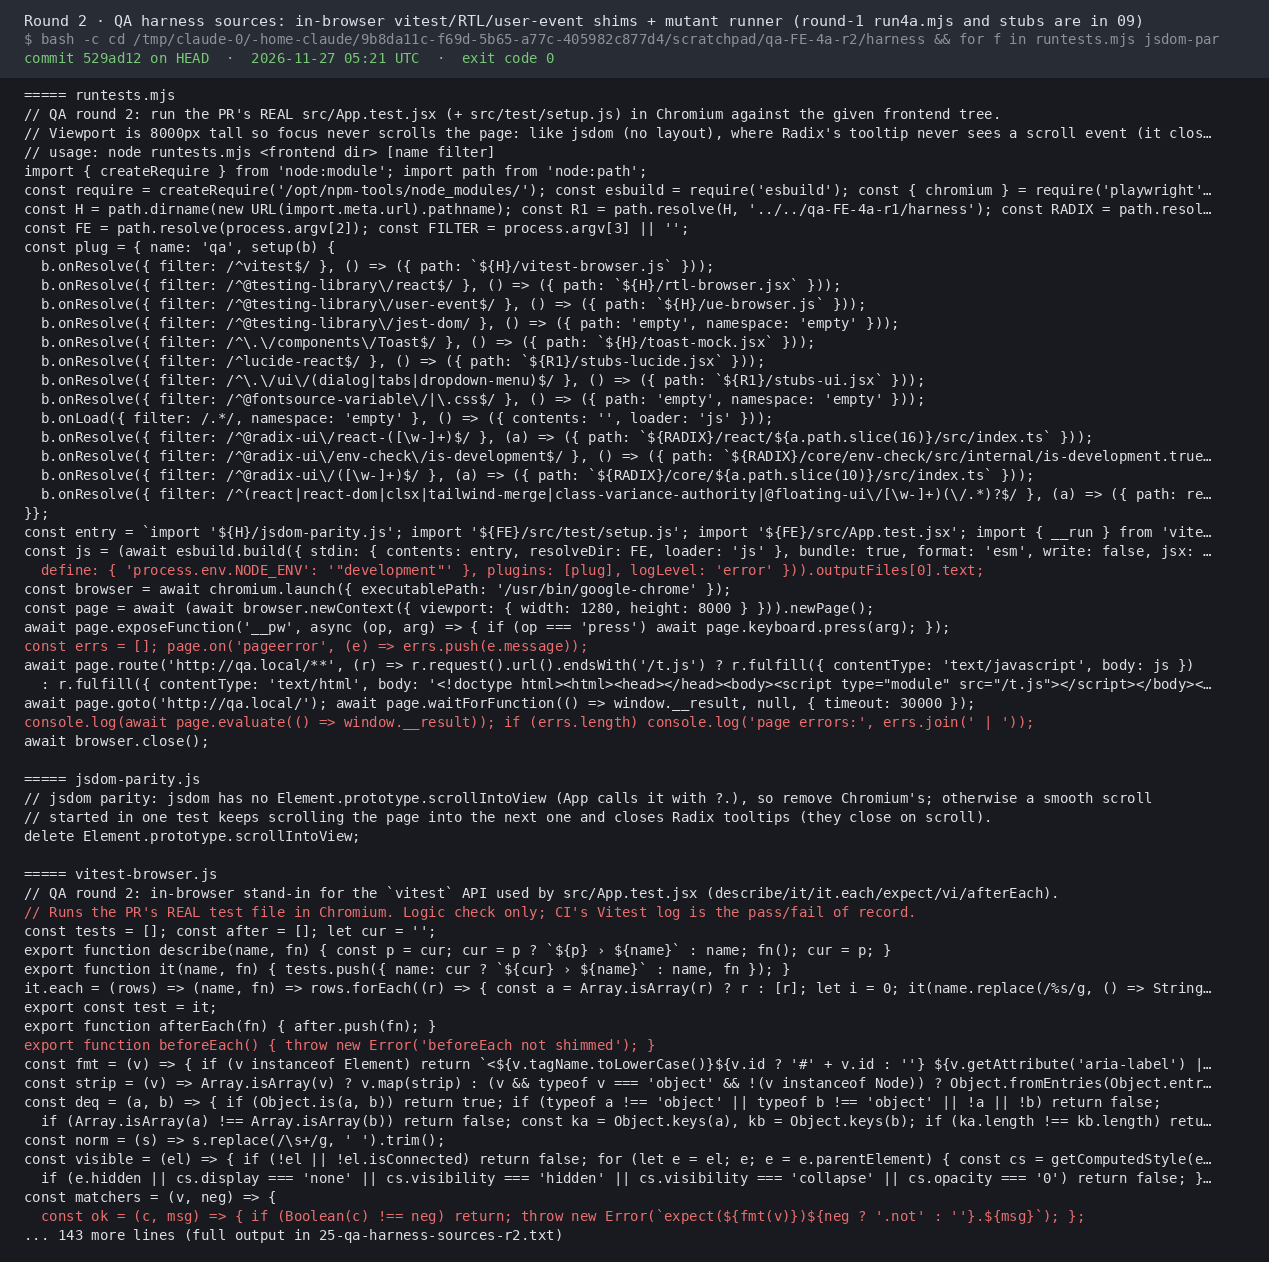 Round 2 · QA harness sources: in-browser vitest/RTL/user-event shims + mutant runner (round-1 run4a.mjs and stubs are in 09)
$ bash -c cd /tmp/claude-0/-home-claude/9b8da11c-f69d-5b65-a77c-405982c877d4/scratchpad/qa-FE-4a-r2/harness && for f in runtests.mjs jsdom-par
commit 529ad12 on HEAD  ·  2026-11-27 05:21 UTC  ·  exit code 0
===== runtests.mjs
// QA round 2: run the PR's REAL src/App.test.jsx (+ src/test/setup.js) in Chromium against the given frontend tree.
// Viewport is 8000px tall so focus never scrolls the page: like jsdom (no layout), where Radix's tooltip never sees a scroll event (it clos…
// usage: node runtests.mjs <frontend dir> [name filter]
import { createRequire } from 'node:module'; import path from 'node:path';
const require = createRequire('/opt/npm-tools/node_modules/'); const esbuild = require('esbuild'); const { chromium } = require('playwright'…
const H = path.dirname(new URL(import.meta.url).pathname); const R1 = path.resolve(H, '../../qa-FE-4a-r1/harness'); const RADIX = path.resol…
const FE = path.resolve(process.argv[2]); const FILTER = process.argv[3] || '';
const plug = { name: 'qa', setup(b) {
  b.onResolve({ filter: /^vitest$/ }, () => ({ path: `${H}/vitest-browser.js` }));
  b.onResolve({ filter: /^@testing-library\/react$/ }, () => ({ path: `${H}/rtl-browser.jsx` }));
  b.onResolve({ filter: /^@testing-library\/user-event$/ }, () => ({ path: `${H}/ue-browser.js` }));
  b.onResolve({ filter: /^@testing-library\/jest-dom/ }, () => ({ path: 'empty', namespace: 'empty' }));
  b.onResolve({ filter: /^\.\/components\/Toast$/ }, () => ({ path: `${H}/toast-mock.jsx` }));
  b.onResolve({ filter: /^lucide-react$/ }, () => ({ path: `${R1}/stubs-lucide.jsx` }));
  b.onResolve({ filter: /^\.\/ui\/(dialog|tabs|dropdown-menu)$/ }, () => ({ path: `${R1}/stubs-ui.jsx` }));
  b.onResolve({ filter: /^@fontsource-variable\/|\.css$/ }, () => ({ path: 'empty', namespace: 'empty' }));
  b.onLoad({ filter: /.*/, namespace: 'empty' }, () => ({ contents: '', loader: 'js' }));
  b.onResolve({ filter: /^@radix-ui\/react-([\w-]+)$/ }, (a) => ({ path: `${RADIX}/react/${a.path.slice(16)}/src/index.ts` }));
  b.onResolve({ filter: /^@radix-ui\/env-check\/is-development$/ }, () => ({ path: `${RADIX}/core/env-check/src/internal/is-development.true…
  b.onResolve({ filter: /^@radix-ui\/([\w-]+)$/ }, (a) => ({ path: `${RADIX}/core/${a.path.slice(10)}/src/index.ts` }));
  b.onResolve({ filter: /^(react|react-dom|clsx|tailwind-merge|class-variance-authority|@floating-ui\/[\w-]+)(\/.*)?$/ }, (a) => ({ path: re…
}};
const entry = `import '${H}/jsdom-parity.js'; import '${FE}/src/test/setup.js'; import '${FE}/src/App.test.jsx'; import { __run } from 'vite…
const js = (await esbuild.build({ stdin: { contents: entry, resolveDir: FE, loader: 'js' }, bundle: true, format: 'esm', write: false, jsx: …
  define: { 'process.env.NODE_ENV': '"development"' }, plugins: [plug], logLevel: 'error' })).outputFiles[0].text;
const browser = await chromium.launch({ executablePath: '/usr/bin/google-chrome' });
const page = await (await browser.newContext({ viewport: { width: 1280, height: 8000 } })).newPage();
await page.exposeFunction('__pw', async (op, arg) => { if (op === 'press') await page.keyboard.press(arg); });
const errs = []; page.on('pageerror', (e) => errs.push(e.message));
await page.route('http://qa.local/**', (r) => r.request().url().endsWith('/t.js') ? r.fulfill({ contentType: 'text/javascript', body: js })
  : r.fulfill({ contentType: 'text/html', body: '<!doctype html><html><head></head><body><script type="module" src="/t.js"></script></body><…
await page.goto('http://qa.local/'); await page.waitForFunction(() => window.__result, null, { timeout: 30000 });
console.log(await page.evaluate(() => window.__result)); if (errs.length) console.log('page errors:', errs.join(' | '));
await browser.close();

===== jsdom-parity.js
// jsdom parity: jsdom has no Element.prototype.scrollIntoView (App calls it with ?.), so remove Chromium's; otherwise a smooth scroll
// started in one test keeps scrolling the page into the next one and closes Radix tooltips (they close on scroll).
delete Element.prototype.scrollIntoView;

===== vitest-browser.js
// QA round 2: in-browser stand-in for the `vitest` API used by src/App.test.jsx (describe/it/it.each/expect/vi/afterEach).
// Runs the PR's REAL test file in Chromium. Logic check only; CI's Vitest log is the pass/fail of record.
const tests = []; const after = []; let cur = '';
export function describe(name, fn) { const p = cur; cur = p ? `${p} › ${name}` : name; fn(); cur = p; }
export function it(name, fn) { tests.push({ name: cur ? `${cur} › ${name}` : name, fn }); }
it.each = (rows) => (name, fn) => rows.forEach((r) => { const a = Array.isArray(r) ? r : [r]; let i = 0; it(name.replace(/%s/g, () => String…
export const test = it;
export function afterEach(fn) { after.push(fn); }
export function beforeEach() { throw new Error('beforeEach not shimmed'); }
const fmt = (v) => { if (v instanceof Element) return `<${v.tagName.toLowerCase()}${v.id ? '#' + v.id : ''} ${v.getAttribute('aria-label') |…
const strip = (v) => Array.isArray(v) ? v.map(strip) : (v && typeof v === 'object' && !(v instanceof Node)) ? Object.fromEntries(Object.entr…
const deq = (a, b) => { if (Object.is(a, b)) return true; if (typeof a !== 'object' || typeof b !== 'object' || !a || !b) return false;
  if (Array.isArray(a) !== Array.isArray(b)) return false; const ka = Object.keys(a), kb = Object.keys(b); if (ka.length !== kb.length) retu…
const norm = (s) => s.replace(/\s+/g, ' ').trim();
const visible = (el) => { if (!el || !el.isConnected) return false; for (let e = el; e; e = e.parentElement) { const cs = getComputedStyle(e…
  if (e.hidden || cs.display === 'none' || cs.visibility === 'hidden' || cs.visibility === 'collapse' || cs.opacity === '0') return false; }…
const matchers = (v, neg) => {
  const ok = (c, msg) => { if (Boolean(c) !== neg) return; throw new Error(`expect(${fmt(v)})${neg ? '.not' : ''}.${msg}`); };
... 143 more lines (full output in 25-qa-harness-sources-r2.txt)